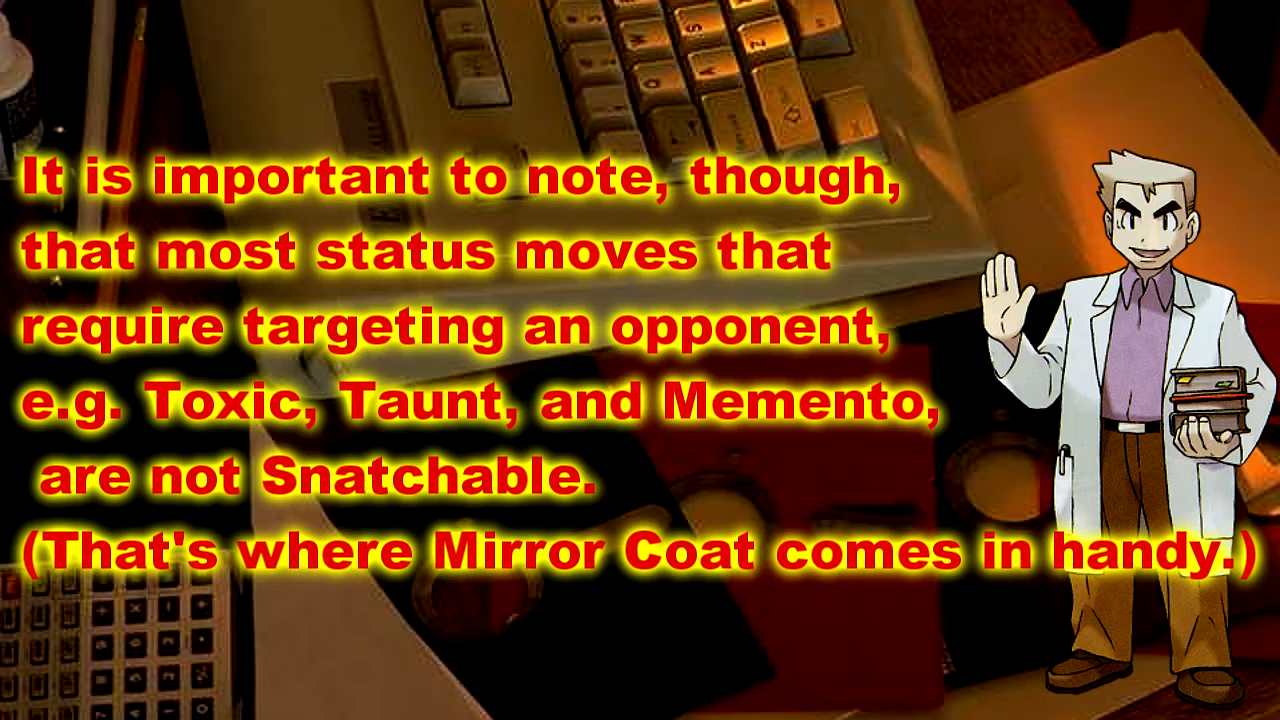 It is important to note, though,
that most status moves that
require targeting an opponent,
e.g. Toxic, Taunt, and Memento,
are not Snatchable.
(That's where Mirror Coat comes in handy.)